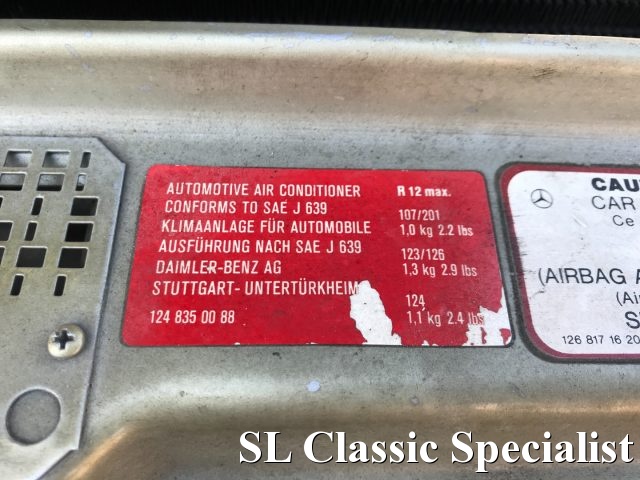 AUTOMOTIVE AIR CONDITIONER
CONFORMS TO SAE J 639
KLIMAANLAGE FÜR AUTOMOBILE
AUSFÜHRUNG NACH SAE J 639
DAIMLER-BENZ AG
STUTTGART- UNTERTÜRKHEIM
124 835 00 88
R 12 max.
107/201
1,0 kg 2.2 lbs
123/126
1,3 kg 2.9 lbs
124
1,1 kg 2.4 lbs
CAU
CAR
Ce
(AIRBAG A
(Ai
S
126 817 16 20
SL Classic Specialist